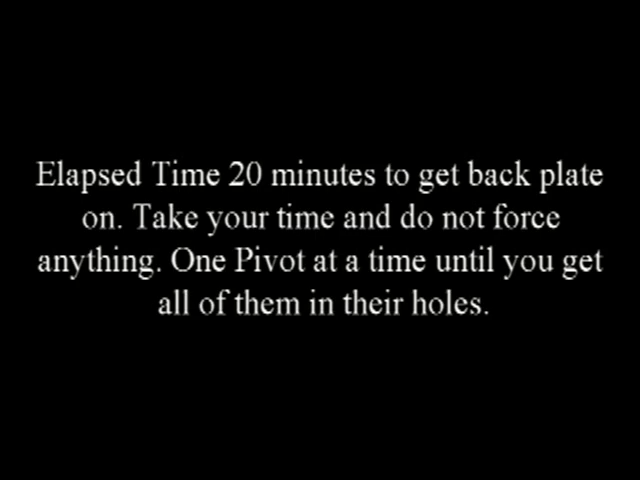 Elapsed Time 20 minutes to get back plate
on. Take your time and do not force
anything. One Pivot at a time until you get
all of them in their holes.